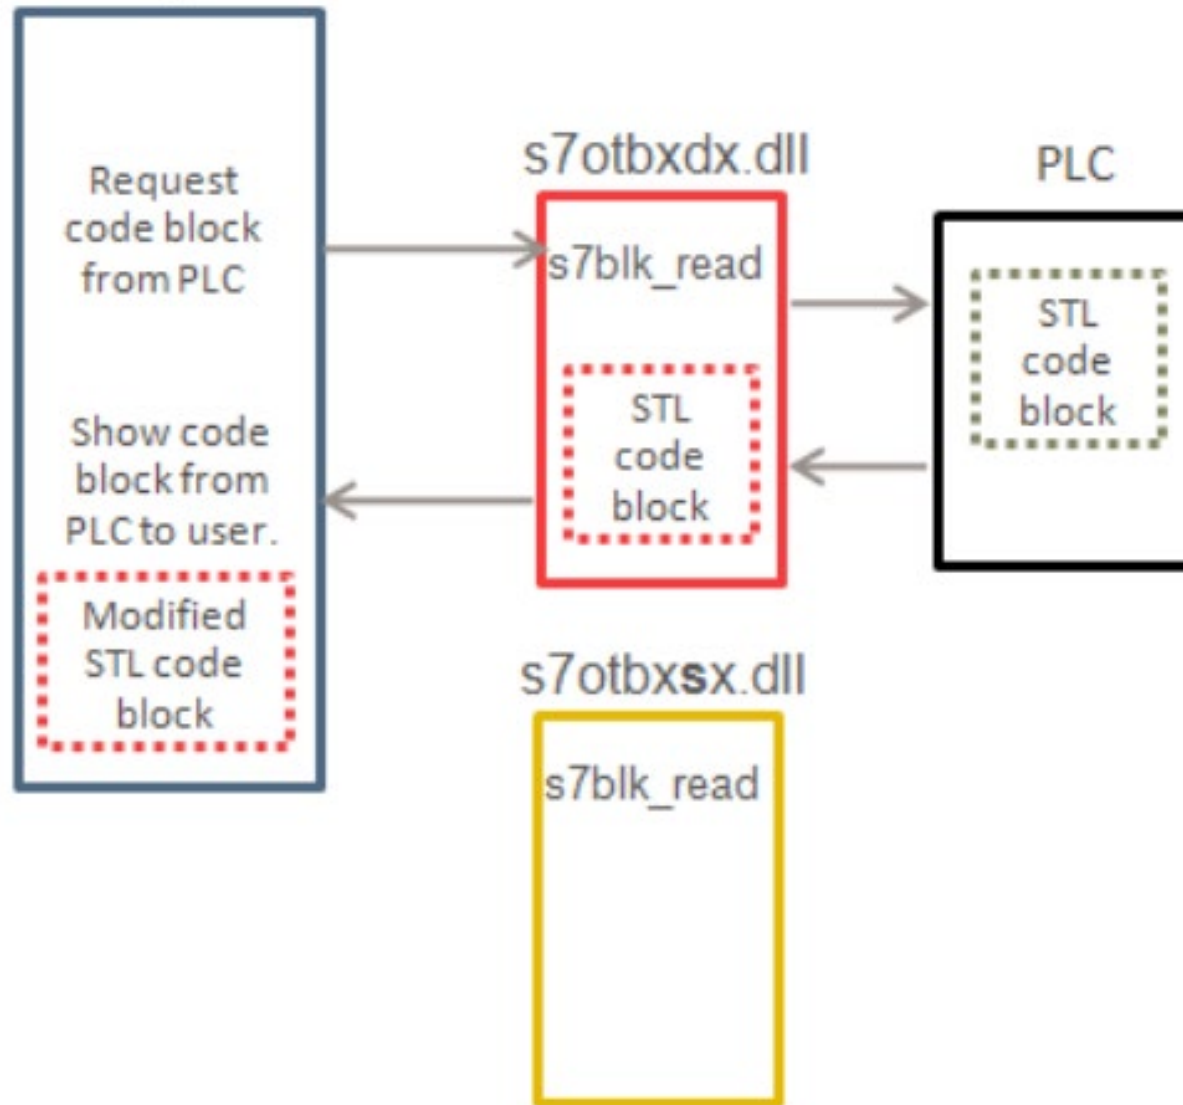 Request
code block
from PLC
Show code
block from
PLC to user.
Modified
STL code
block
s7otbxdx.dll
s7blk_read
STL
code
block
s7otbxsx.dll
s7blk_read
PLC
STL
code
block